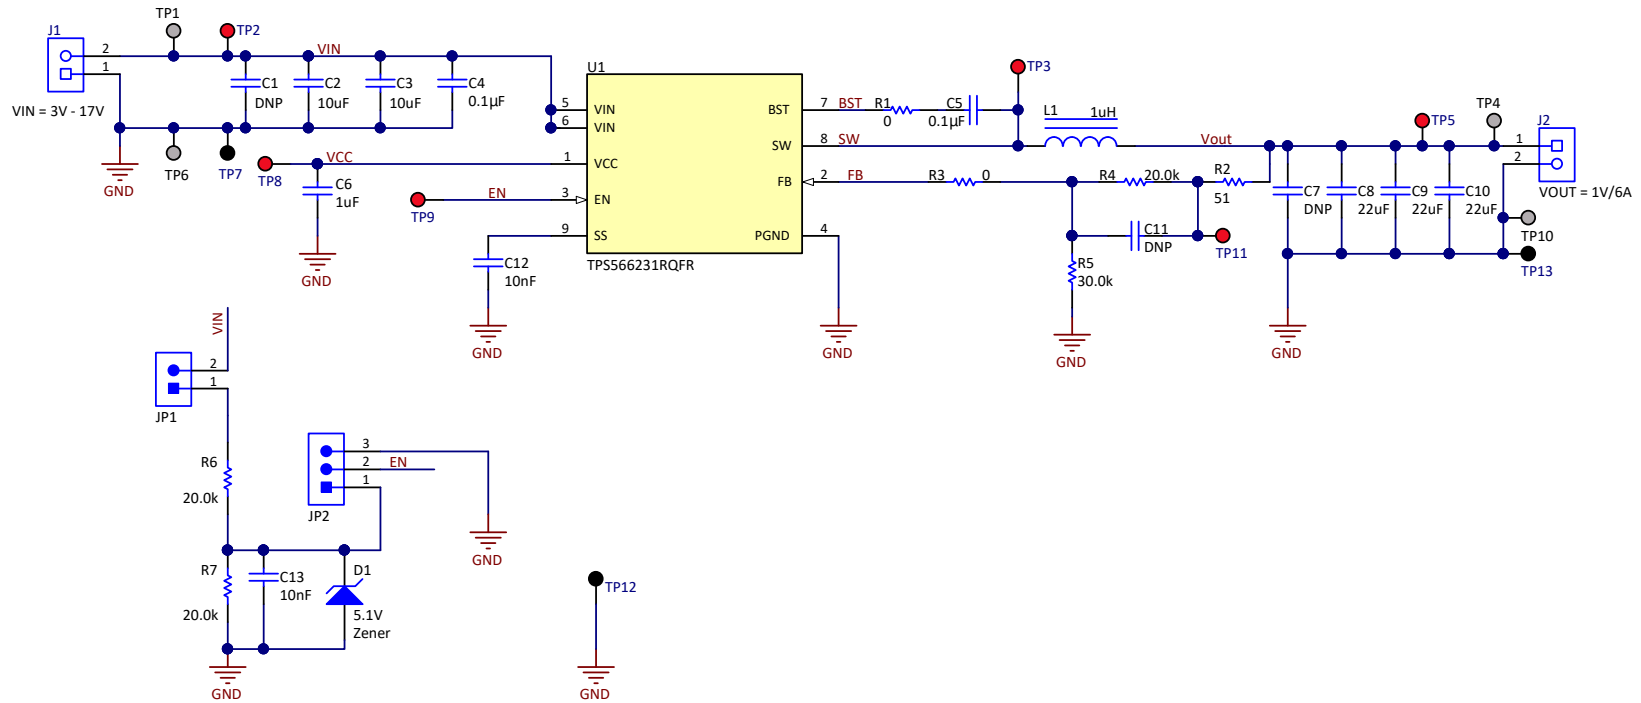 TP1
J1
2
1
VIN = 3V - 17V
TP2
VIN
C1
DNP
C2
10uF
C3
10uF
C4
0.1µF
GND
TP6
TP7
TP8
VCC
C6
1uF
GND
TP9
EN
C12
10nF
GND
U1
5
VIN
6
VIN
1
VCC
3
EN
9
SS
BST
7
SW
8
FB
2
PGND
4
TPS566231RQFR
BST
R1
0
C5
0.1µF
TP3
SW
L1
1uH
Vout
FB
R3
0
R4
20.0k
R2
51
C11
DNP
TP11
R5
30.0k
GND
GND
C7
DNP
C8
22uF
C9
22uF
C10
22uF
TP5
TP4
J2
1
2
VOUT = 1V/6A
TP10
TP13
GND
VIN
2
1
JP1
R6
20.0k
JP2
3
2
EN
1
GND
R7
20.0k
C13
10nF
D1
5.1V
Zener
GND
TP12
GND